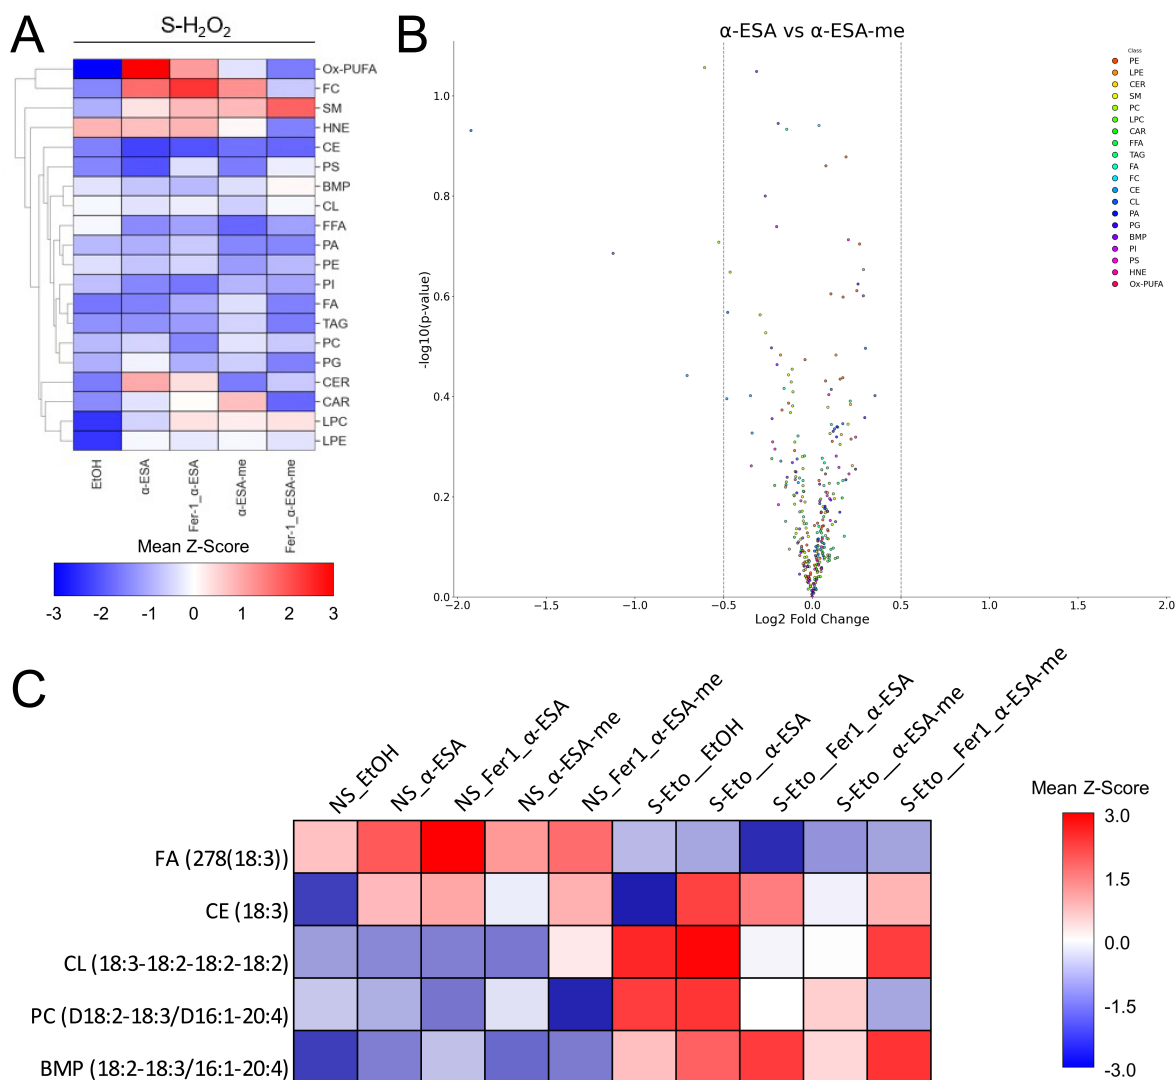 A
S-H₂O₂
Ox-PUFA
FC
SM
HNE
CE
PS
BMP
CL
FFA
PA
PE
PI
FA
TAG
PC
PG
CER
CAR
LPC
LPE
EtOH
α-ESA
Fer-1_α-ESA
α-ESA-me
Fer-1_α-ESA-me
Mean Z-Score
-3 -2 -1 0 1 2 3
B
α-ESA vs α-ESA-me
-log10(p-value)
1.0
0.8
0.6
0.4
0.2
0.0
−2.0 −1.5 −1.0 −0.5 0.0 0.5 1.0 1.5 2.0
Log2 Fold Change
Class
PE
LPE
CER
SM
PC
LPC
CAR
FFA
TAG
FA
FC
CE
CL
PA
PG
BMP
PI
PS
HNE
Ox-PUFA
C
NS_EtOH
NS_α-ESA
NS_Fer1_α-ESA
NS_α-ESA-me
NS_Fer1_α-ESA-me
S-Eto__EtOH
S-Eto__α-ESA
S-Eto__Fer1_α-ESA
S-Eto__α-ESA-me
S-Eto__Fer1_α-ESA-me
FA (278(18:3))
CE (18:3)
CL (18:3-18:2-18:2-18:2)
PC (D18:2-18:3/D16:1-20:4)
BMP (18:2-18:3/16:1-20:4)
Mean Z-Score
3.0
1.5
0.0
-1.5
-3.0